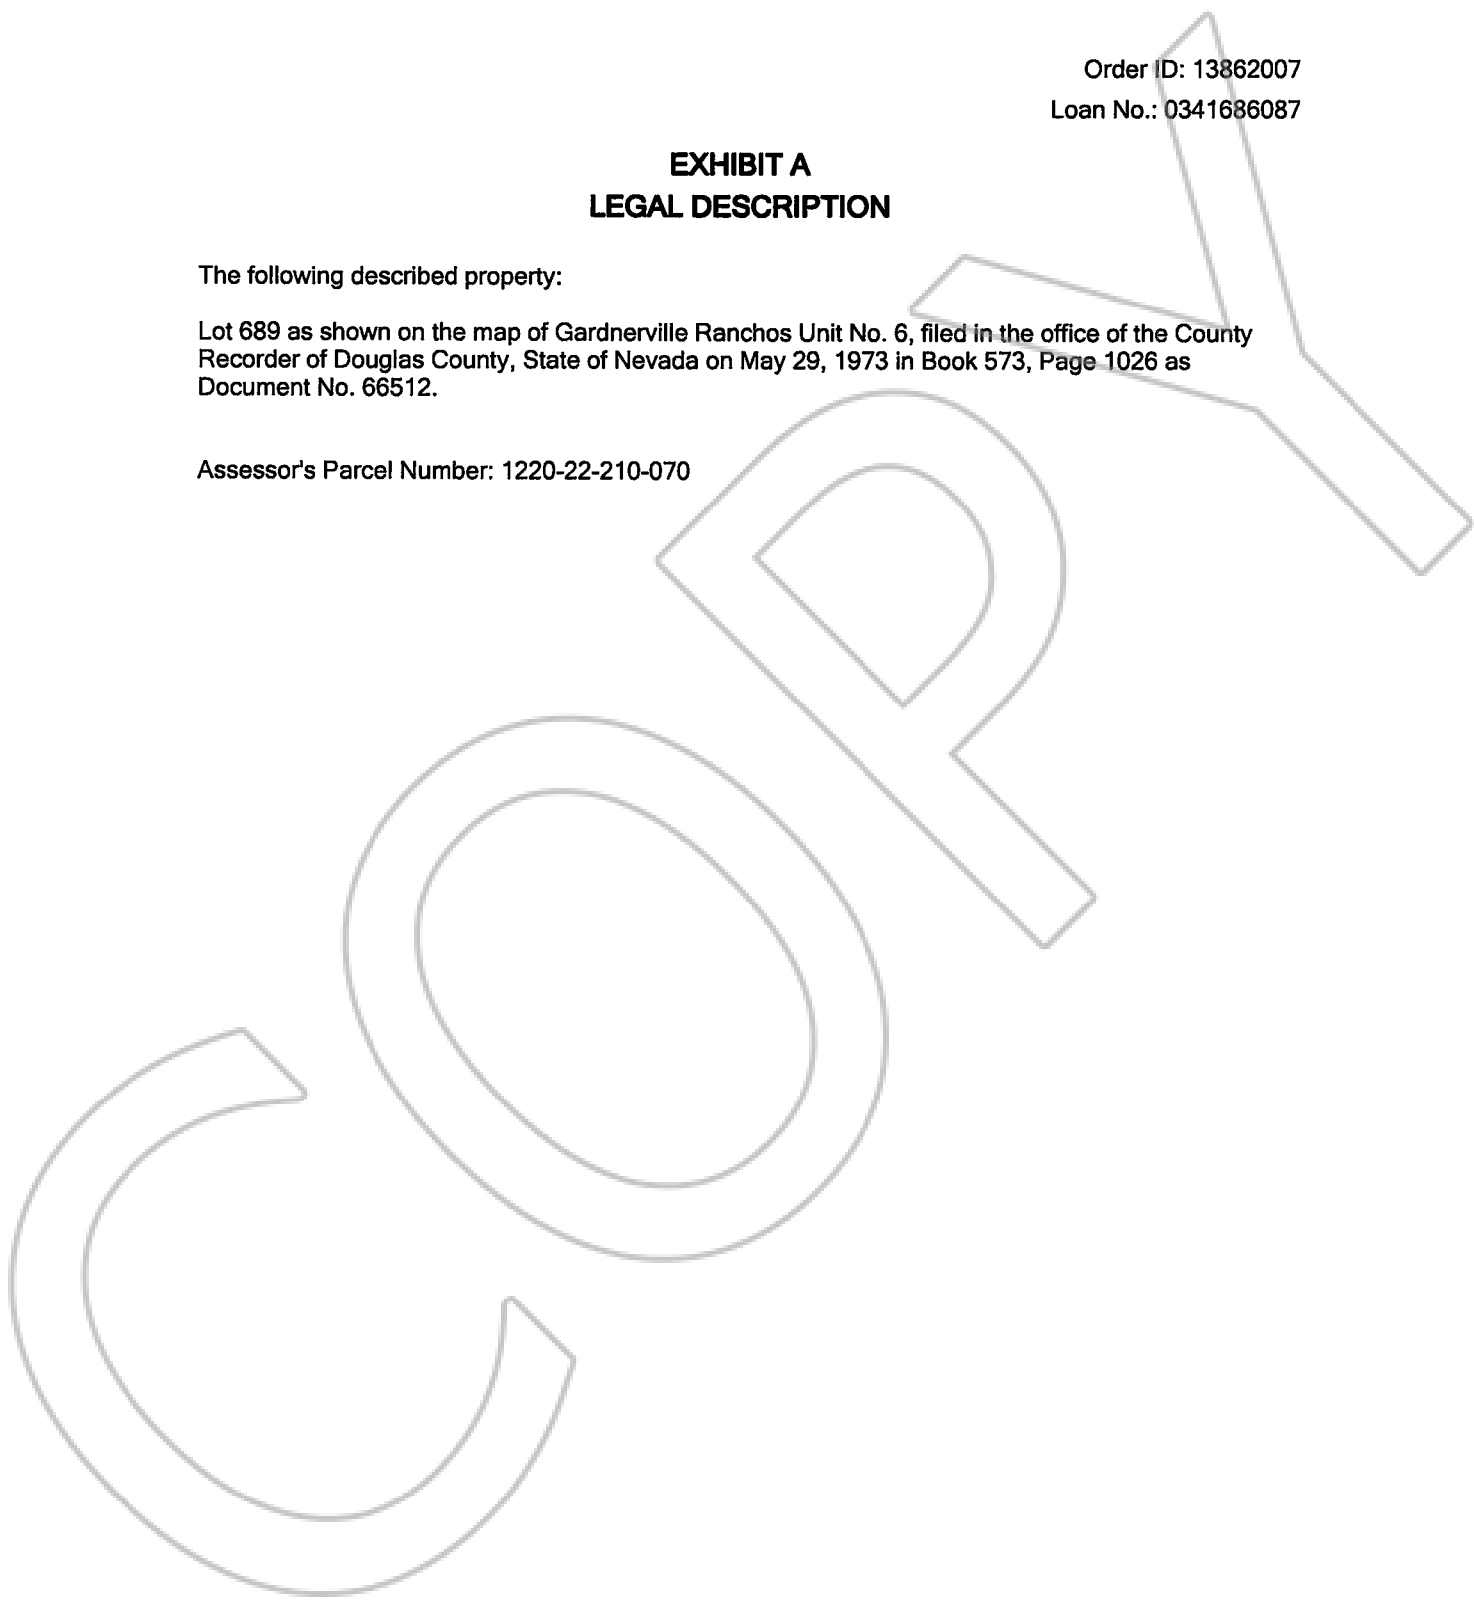 Order ID: 13862007
Loan No.: 0341686087
EXHIBIT A
LEGAL DESCRIPTION
The following described property:
Lot 689 as shown on the map of Gardnerville Ranchos Unit No. 6, filed in the office of the County
Recorder of Douglas County, State of Nevada on May 29, 1973 in Book 573, Page 1026 as
Document No. 66512.
Assessor's Parcel Number: 1220-22-210-070
COPY